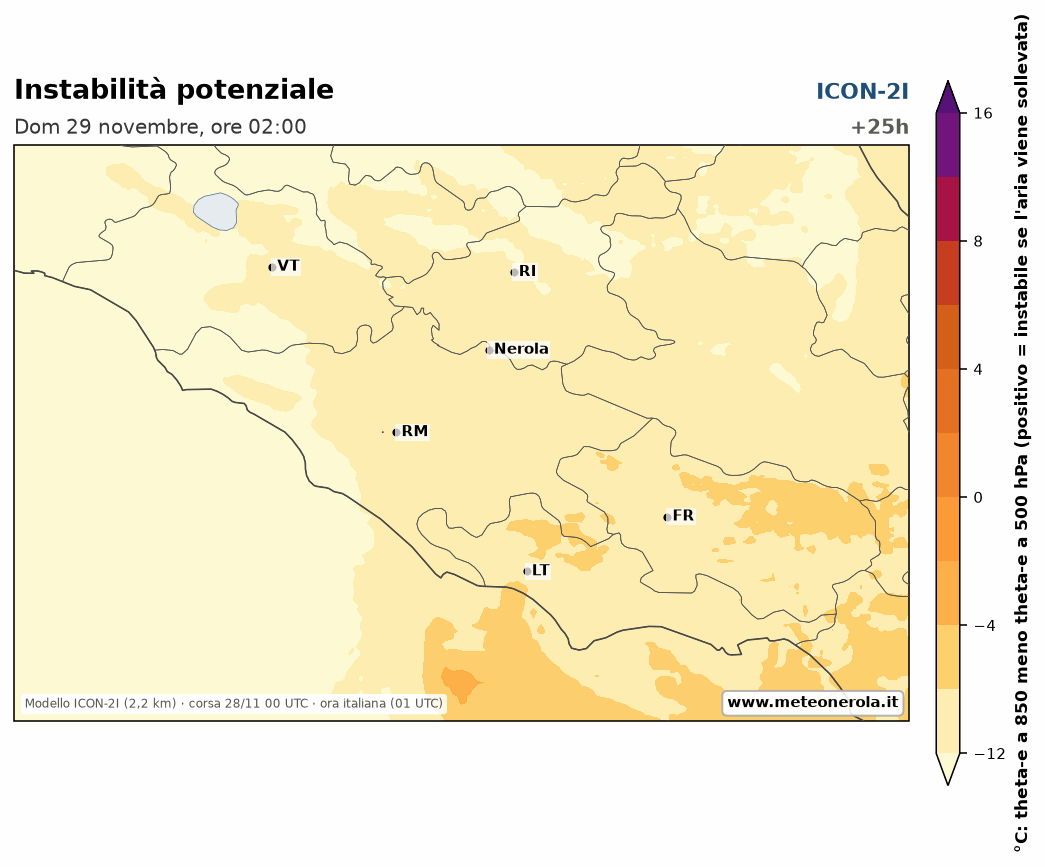 Instabilità potenziale
ICON-2I
Dom 29 novembre, ore 02:00
+25h
VT
RI
Nerola
RM
FR
LT
Modello ICON-2I (2,2 km) · corsa 28/11 00 UTC · ora italiana (01 UTC)
www.meteonerola.it
16
8
4
0
−4
−12
°C: theta-e a 850 meno theta-e a 500 hPa (positivo = instabile se l'aria viene sollevata)